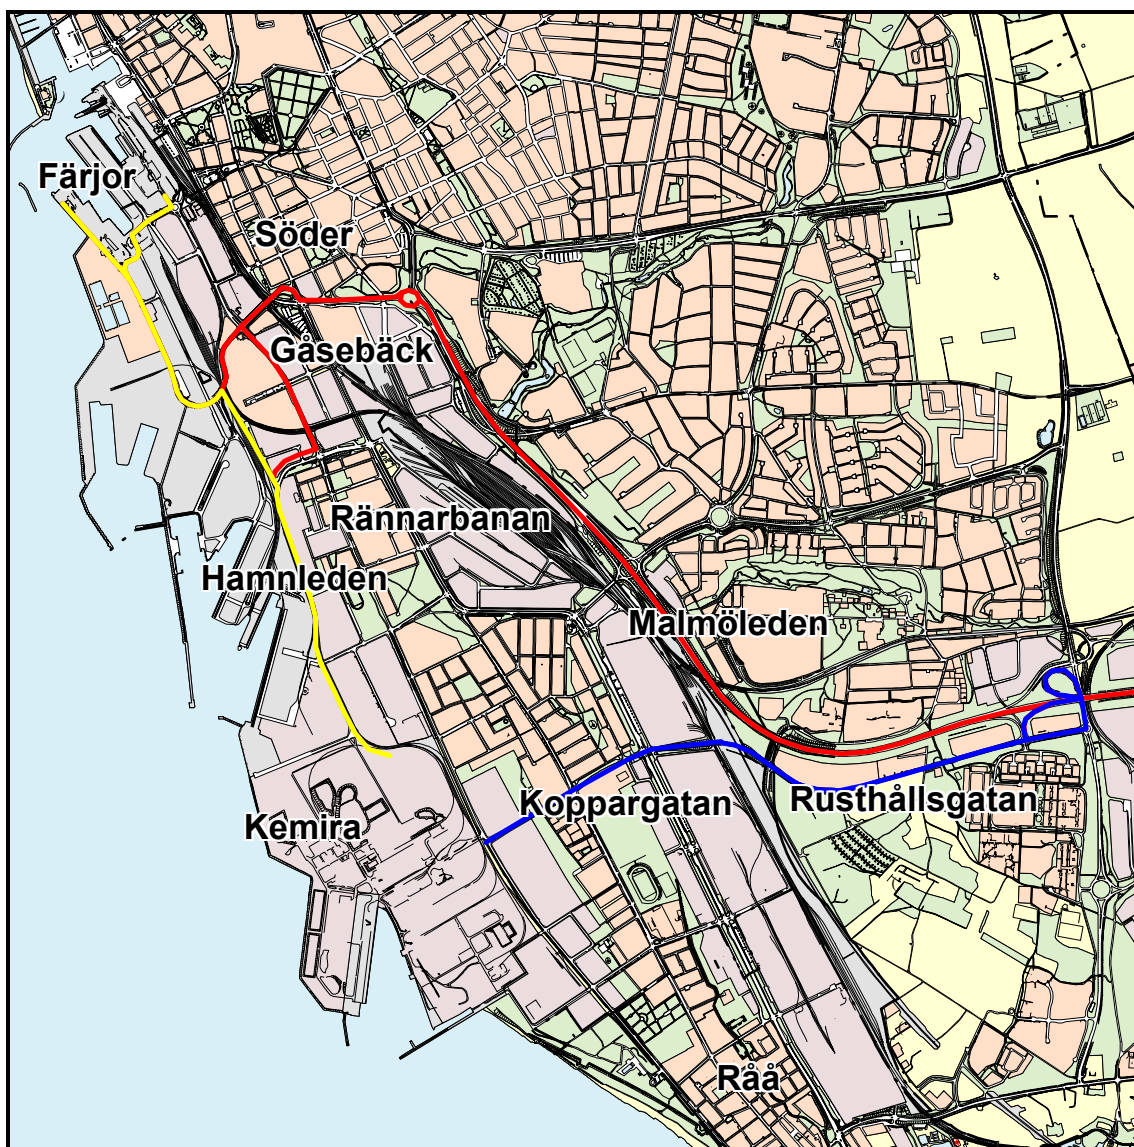 Färjor
Söder
Gåsebäck
Rännarbanan
Hamnleden
Malmöleden
Koppargatan
Rusthållsgatan
Kemira
Råå